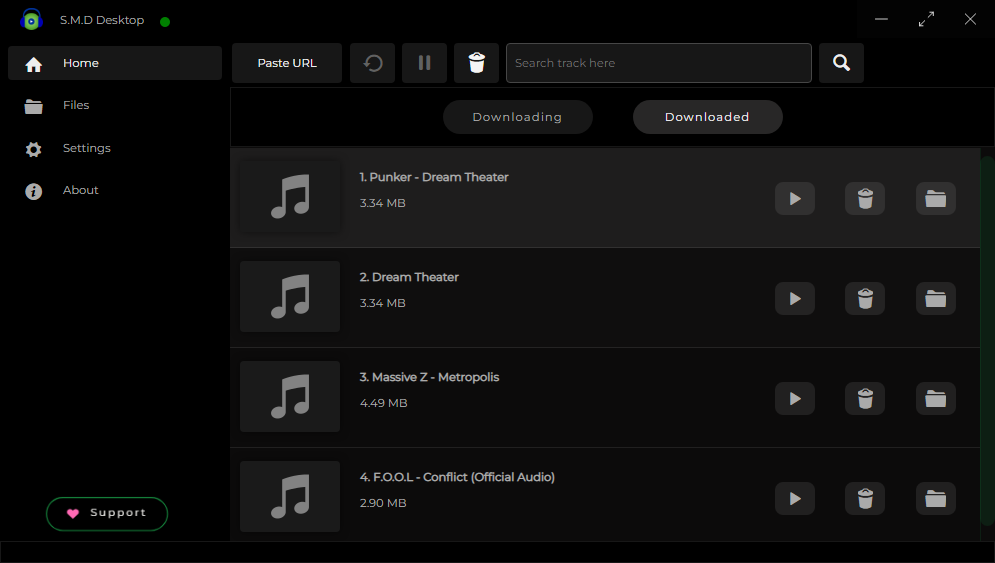 S.M.D Desktop
Home
Files
Settings
About
Support
Paste URL
Search track here
Downloading
Downloaded
1. Punker - Dream Theater
3.34 MB
2. Dream Theater
3.34 MB
3. Massive Z - Metropolis
4.49 MB
4. F.O.O.L - Conflict (Official Audio)
2.90 MB